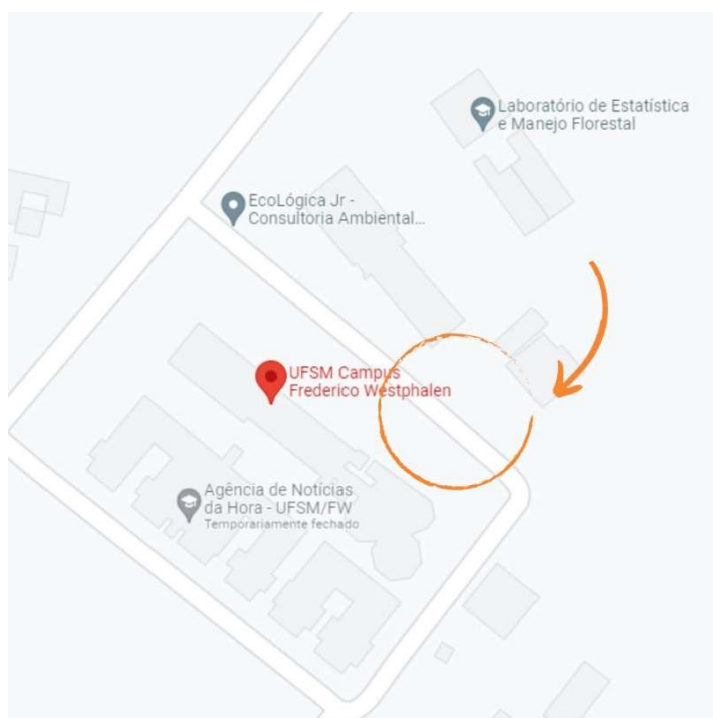 Laboratório de Estatística
e Manejo Florestal
EcoLógica Jr -
Consultoria Ambiental...
UFSM Campus
Frederico Westphalen
Agência de Notícias
da Hora - UFSM/FW
Temporariamente fechado